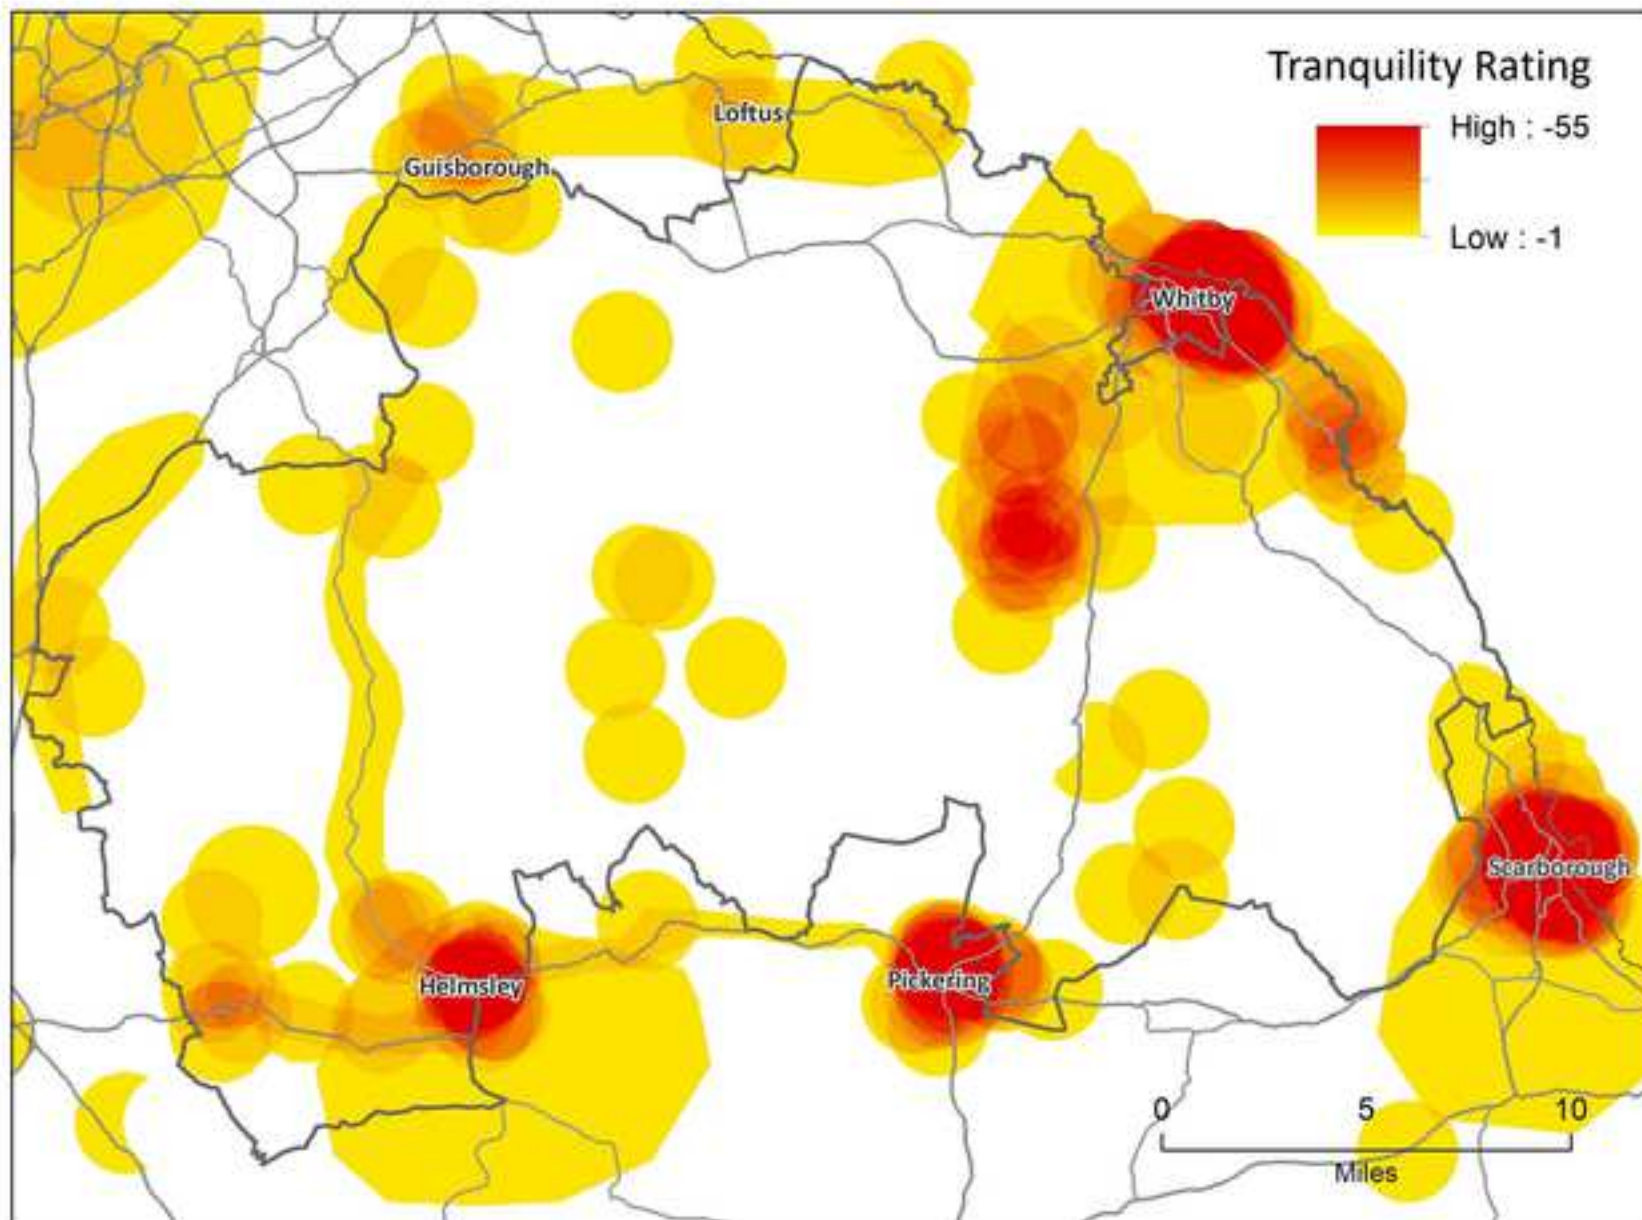 Tranquility Rating
High : -55
Low : -1
Loftus
Guisborough
Whitby
Scarborough
Helmsley
Pickering
0 5 10
Miles